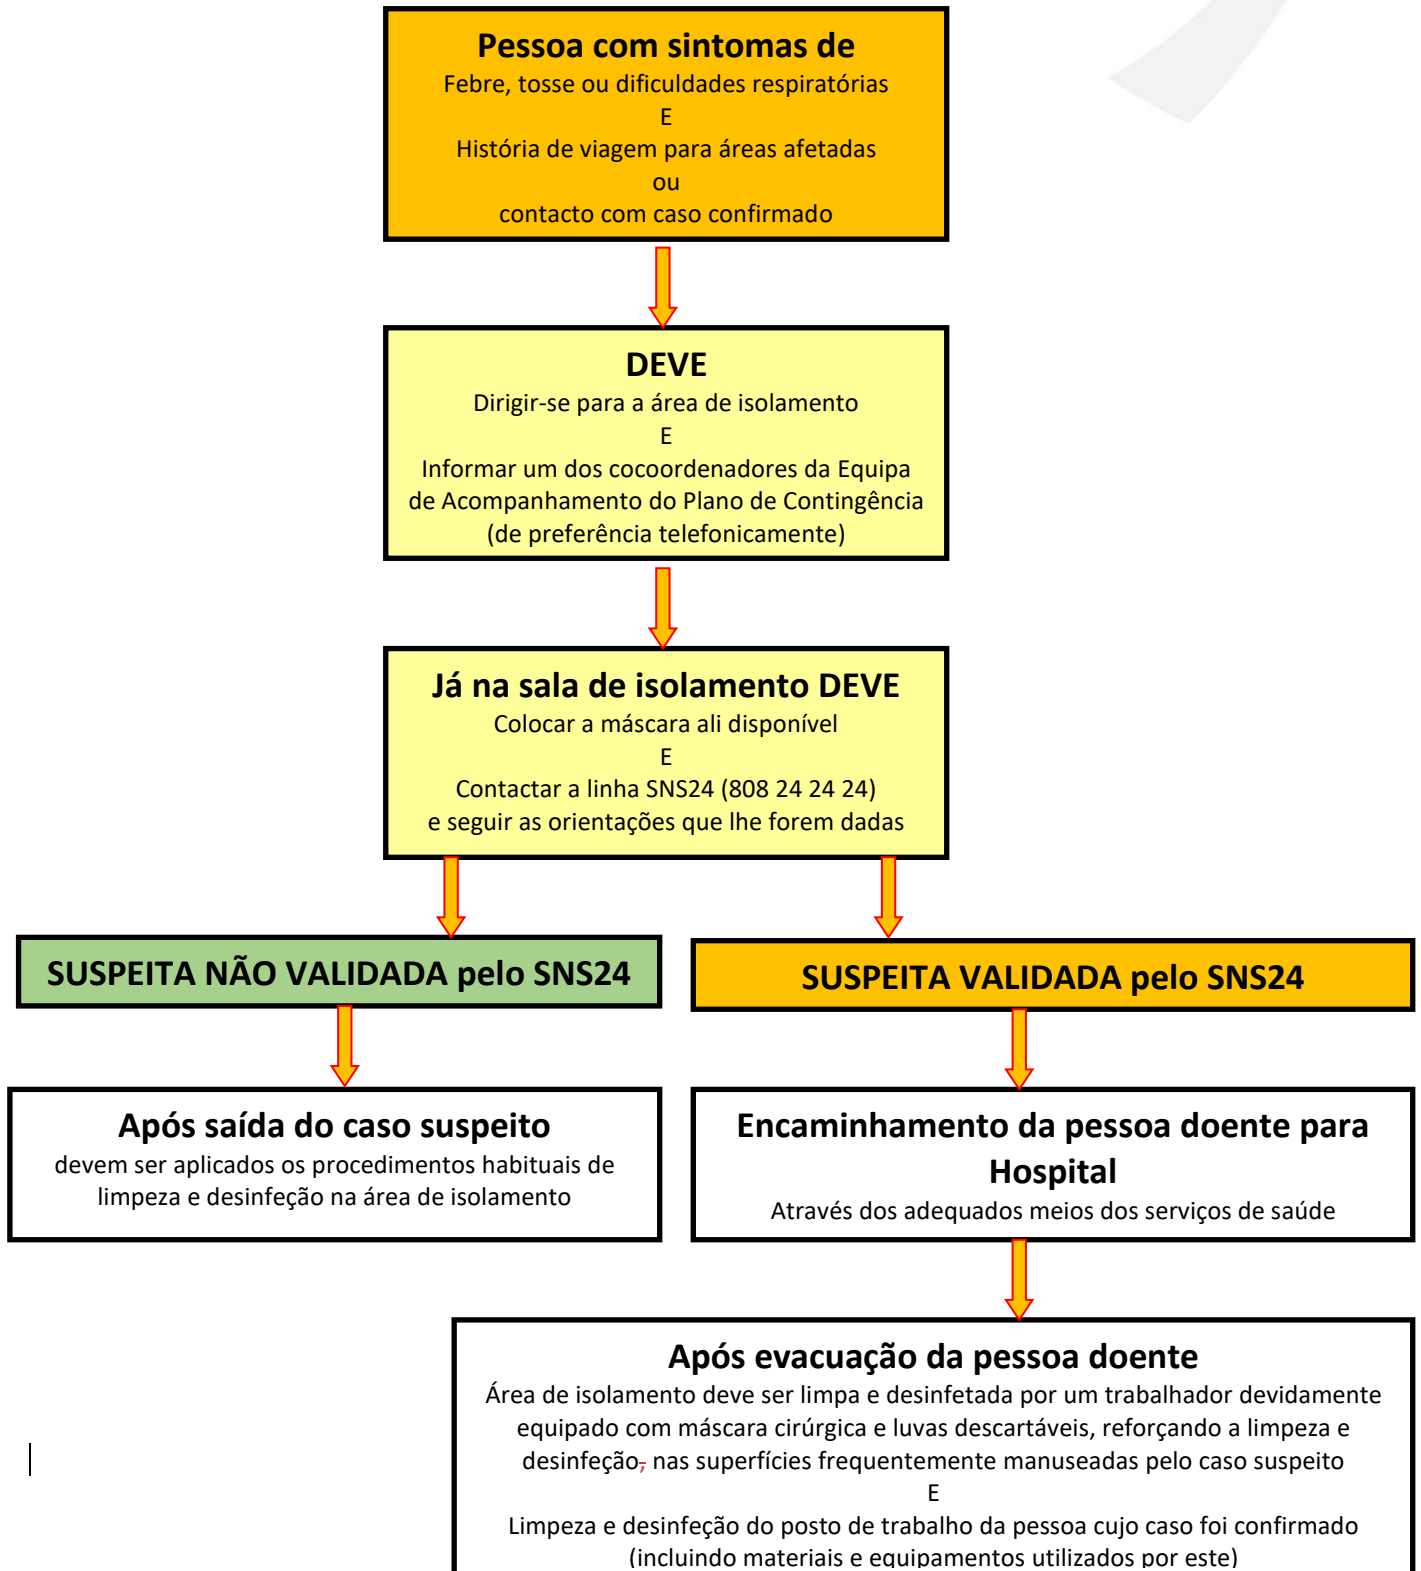 Pessoa com sintomas de
Febre, tosse ou dificuldades respiratórias
E
História de viagem para áreas afetadas
ou
contacto com caso confirmado
DEVE
Dirigir-se para a área de isolamento
E
Informar um dos cocoordenadores da Equipa
de Acompanhamento do Plano de Contingência
(de preferência telefonicamente)
Já na sala de isolamento DEVE
Colocar a máscara ali disponível
E
Contactar a linha SNS24 (808 24 24 24)
e seguir as orientações que lhe forem dadas
SUSPEITA NÃO VALIDADA pelo SNS24
SUSPEITA VALIDADA pelo SNS24
Após saída do caso suspeito
devem ser aplicados os procedimentos habituais de
limpeza e desinfeção na área de isolamento
Encaminhamento da pessoa doente para
Hospital
Através dos adequados meios dos serviços de saúde
Após evacuação da pessoa doente
Área de isolamento deve ser limpa e desinfetada por um trabalhador devidamente
equipado com máscara cirúrgica e luvas descartáveis, reforçando a limpeza e
desinfeção, nas superfícies frequentemente manuseadas pelo caso suspeito
E
Limpeza e desinfeção do posto de trabalho da pessoa cujo caso foi confirmado
(incluindo materiais e equipamentos utilizados por este)